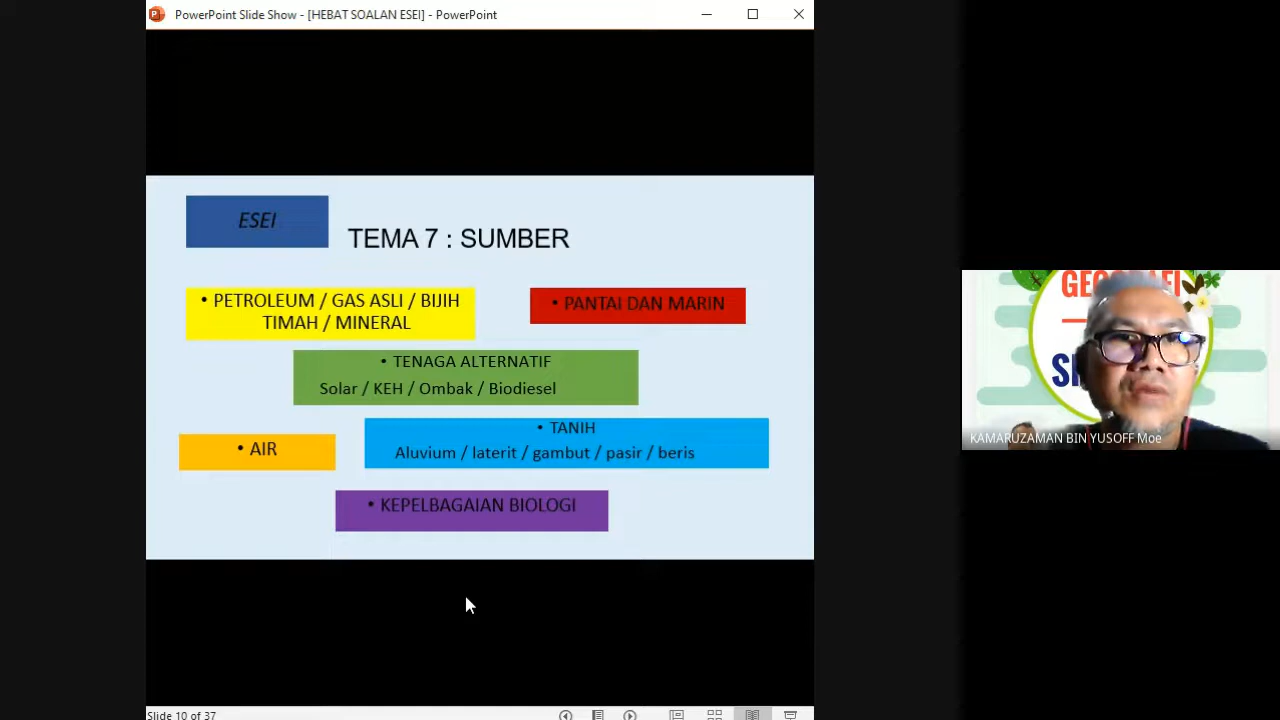 PowerPoint Slide Show - [HEBAT SOALAN ESEI] - PowerPoint
ESEI
TEMA 7 : SUMBER
• PETROLEUM / GAS ASLI / BIJIH
TIMAH / MINERAL
• PANTAI DAN MARIN
• TENAGA ALTERNATIF
Solar / KEH / Ombak / Biodiesel
• AIR
• TANIH
Aluvium / laterit / gambut / pasir / beris
• KEPELBAGAIAN BIOLOGI
KAMARUZAMAN BIN YUSOFF Moe
Slide 10 of 37